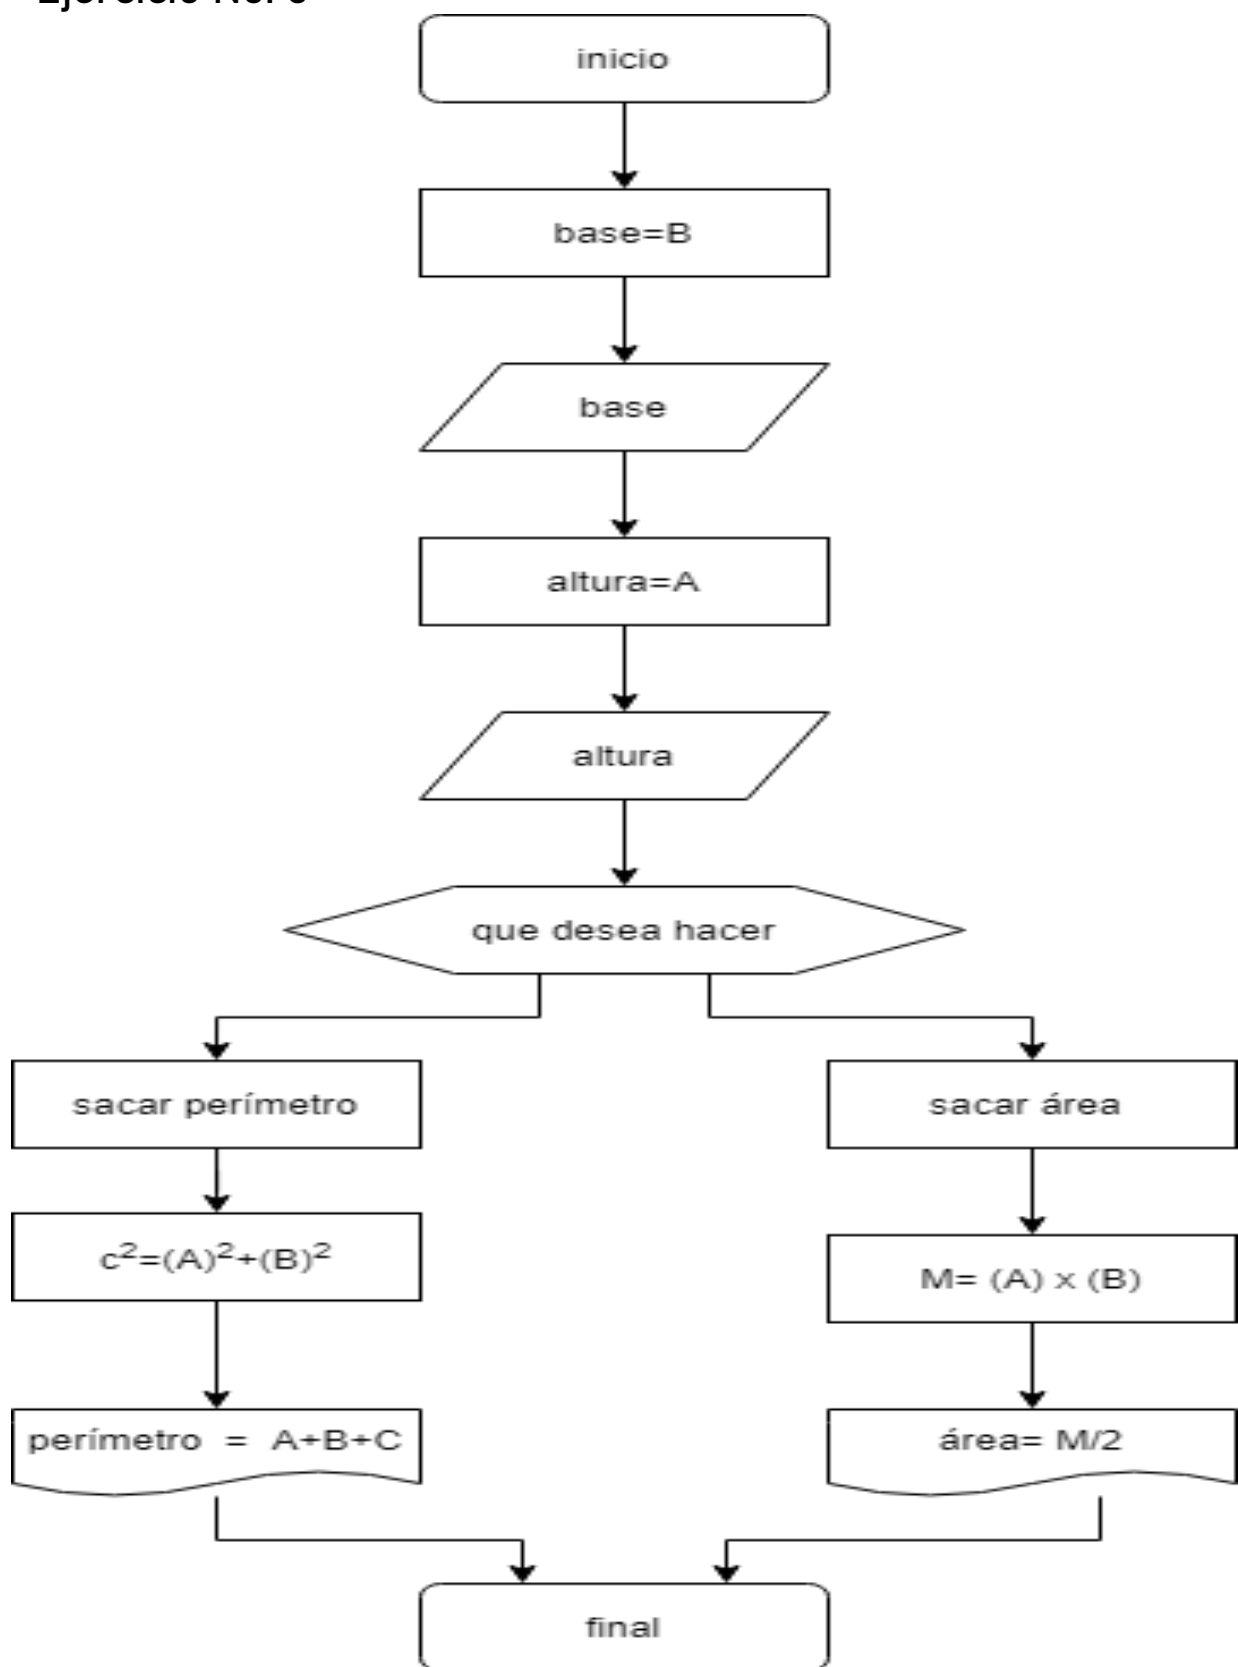 inicio
base=B
base
altura=A
altura
que desea hacer
sacar perímetro
sacar área
c²=(A)²+(B)²
M= (A) x (B)
perímetro = A+B+C
área= M/2
final